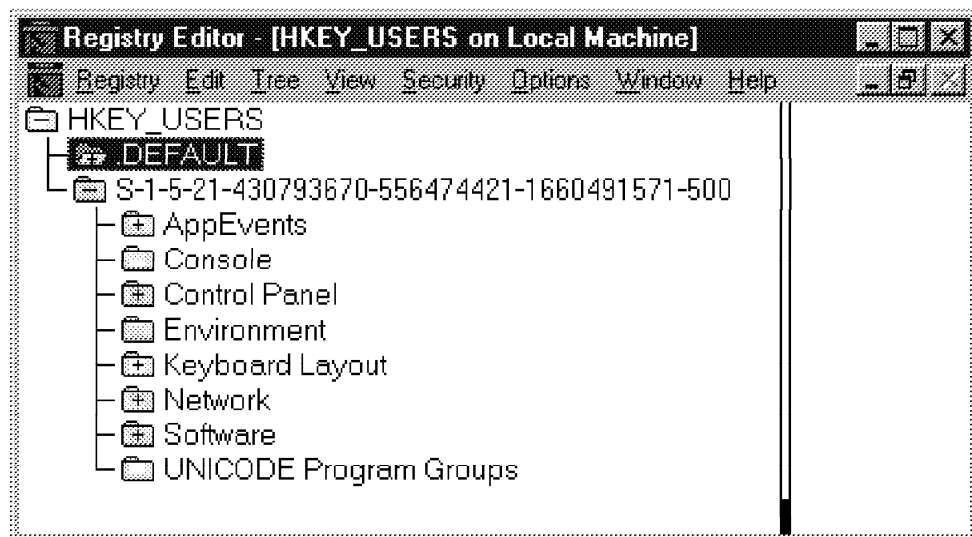 Registry Editor - [HKEY_USERS on Local Machine]
Registry Edit Tree View Security Options Window Help
HKEY_USERS
.DEFAULT
S-1-5-21-430793670-556474421-1660491571-500
AppEvents
Console
Control Panel
Environment
Keyboard Layout
Network
Software
UNICODE Program Groups